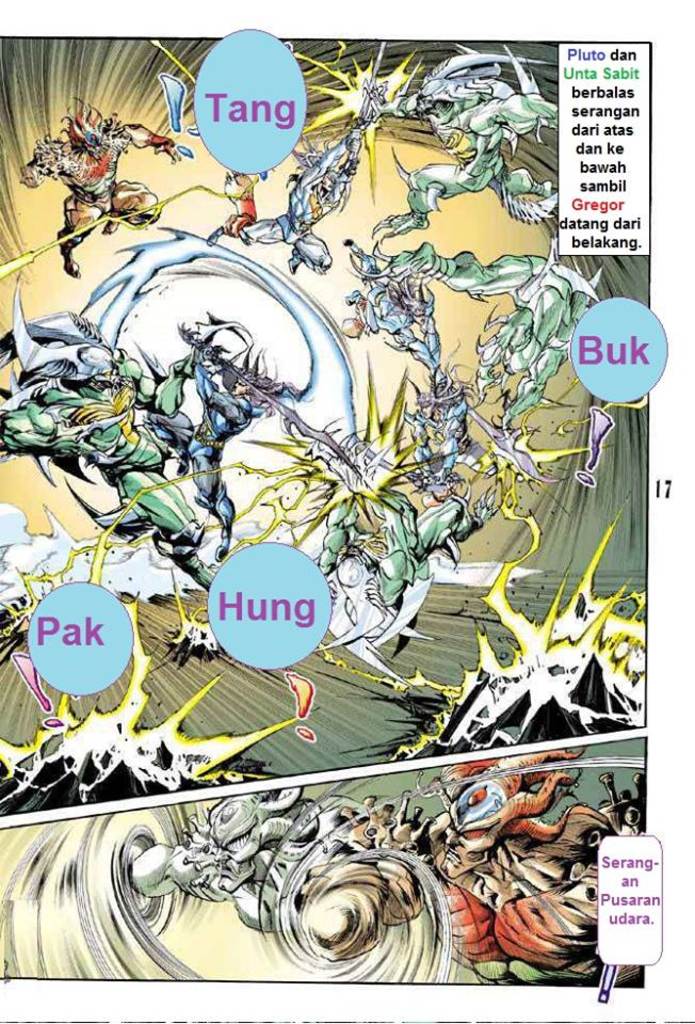 Tang
Pluto dan
Unta Sabit
berbalas
serangan
dari atas
dan ke
bawah
sambil
Gregor
datang dari
belakang.
Buk
17
Hung
Pak
Serang-
an
Pusaran
udara.